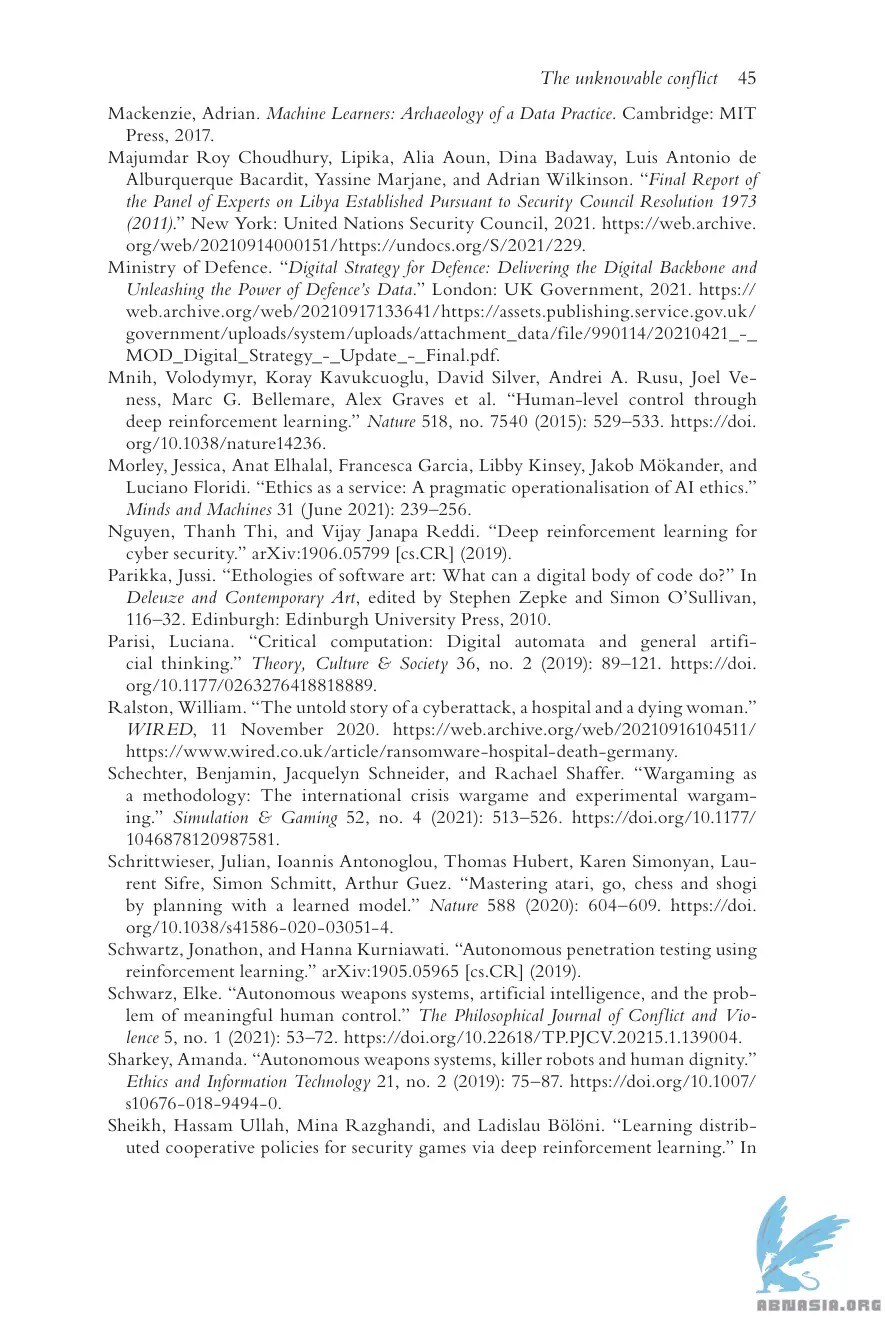 The unknowable conflict 45
Mackenzie, Adrian. Machine Learners: Archaeology of a Data Practice. Cambridge: MIT
Press, 2017.
Majumdar Roy Choudhury, Lipika, Alia Aoun, Dina Badaway, Luis Antonio de
Alburquerque Bacardit, Yassine Marjane, and Adrian Wilkinson. “Final Report of
the Panel of Experts on Libya Established Pursuant to Security Council Resolution 1973
(2011).” New York: United Nations Security Council, 2021. https://web.archive.
org/web/20210914000151/https://undocs.org/S/2021/229.
Ministry of Defence. “Digital Strategy for Defence: Delivering the Digital Backbone and
Unleashing the Power of Defence’s Data.” London: UK Government, 2021. https://
web.archive.org/web/20210917133641/https://assets.publishing.service.gov.uk/
government/uploads/system/uploads/attachment_data/file/990114/20210421_-_
MOD_Digital_Strategy_-_Update_-_Final.pdf.
Mnih, Volodymyr, Koray Kavukcuoglu, David Silver, Andrei A. Rusu, Joel Ve-
ness, Marc G. Bellemare, Alex Graves et al. “Human-level control through
deep reinforcement learning.” Nature 518, no. 7540 (2015): 529–533. https://doi.
org/10.1038/nature14236.
Morley, Jessica, Anat Elhalal, Francesca Garcia, Libby Kinsey, Jakob Mökander, and
Luciano Floridi. “Ethics as a service: A pragmatic operationalisation of AI ethics.”
Minds and Machines 31 (June 2021): 239–256.
Nguyen, Thanh Thi, and Vijay Janapa Reddi. “Deep reinforcement learning for
cyber security.” arXiv:1906.05799 [cs.CR] (2019).
Parikka, Jussi. “Ethologies of software art: What can a digital body of code do?” In
Deleuze and Contemporary Art, edited by Stephen Zepke and Simon O’Sullivan,
116–32. Edinburgh: Edinburgh University Press, 2010.
Parisi, Luciana. “Critical computation: Digital automata and general artifi-
cial thinking.” Theory, Culture & Society 36, no. 2 (2019): 89–121. https://doi.
org/10.1177/0263276418818889.
Ralston, William. “The untold story of a cyberattack, a hospital and a dying woman.”
WIRED, 11 November 2020. https://web.archive.org/web/20210916104511/
https://www.wired.co.uk/article/ransomware-hospital-death-germany.
Schechter, Benjamin, Jacquelyn Schneider, and Rachael Shaffer. “Wargaming as
a methodology: The international crisis wargame and experimental wargam-
ing.” Simulation & Gaming 52, no. 4 (2021): 513–526. https://doi.org/10.1177/
1046878120987581.
Schrittwieser, Julian, Ioannis Antonoglou, Thomas Hubert, Karen Simonyan, Lau-
rent Sifre, Simon Schmitt, Arthur Guez. “Mastering atari, go, chess and shogi
by planning with a learned model.” Nature 588 (2020): 604–609. https://doi.
org/10.1038/s41586-020-03051-4.
Schwartz, Jonathon, and Hanna Kurniawati. “Autonomous penetration testing using
reinforcement learning.” arXiv:1905.05965 [cs.CR] (2019).
Schwarz, Elke. “Autonomous weapons systems, artificial intelligence, and the prob-
lem of meaningful human control.” The Philosophical Journal of Conflict and Vio-
lence 5, no. 1 (2021): 53–72. https://doi.org/10.22618/TP.PJCV.20215.1.139004.
Sharkey, Amanda. “Autonomous weapons systems, killer robots and human dignity.”
Ethics and Information Technology 21, no. 2 (2019): 75–87. https://doi.org/10.1007/
s10676-018-9494-0.
Sheikh, Hassam Ullah, Mina Razghandi, and Ladislau Bölöni. “Learning distrib-
uted cooperative policies for security games via deep reinforcement learning.” In
ABNASIA.ORG